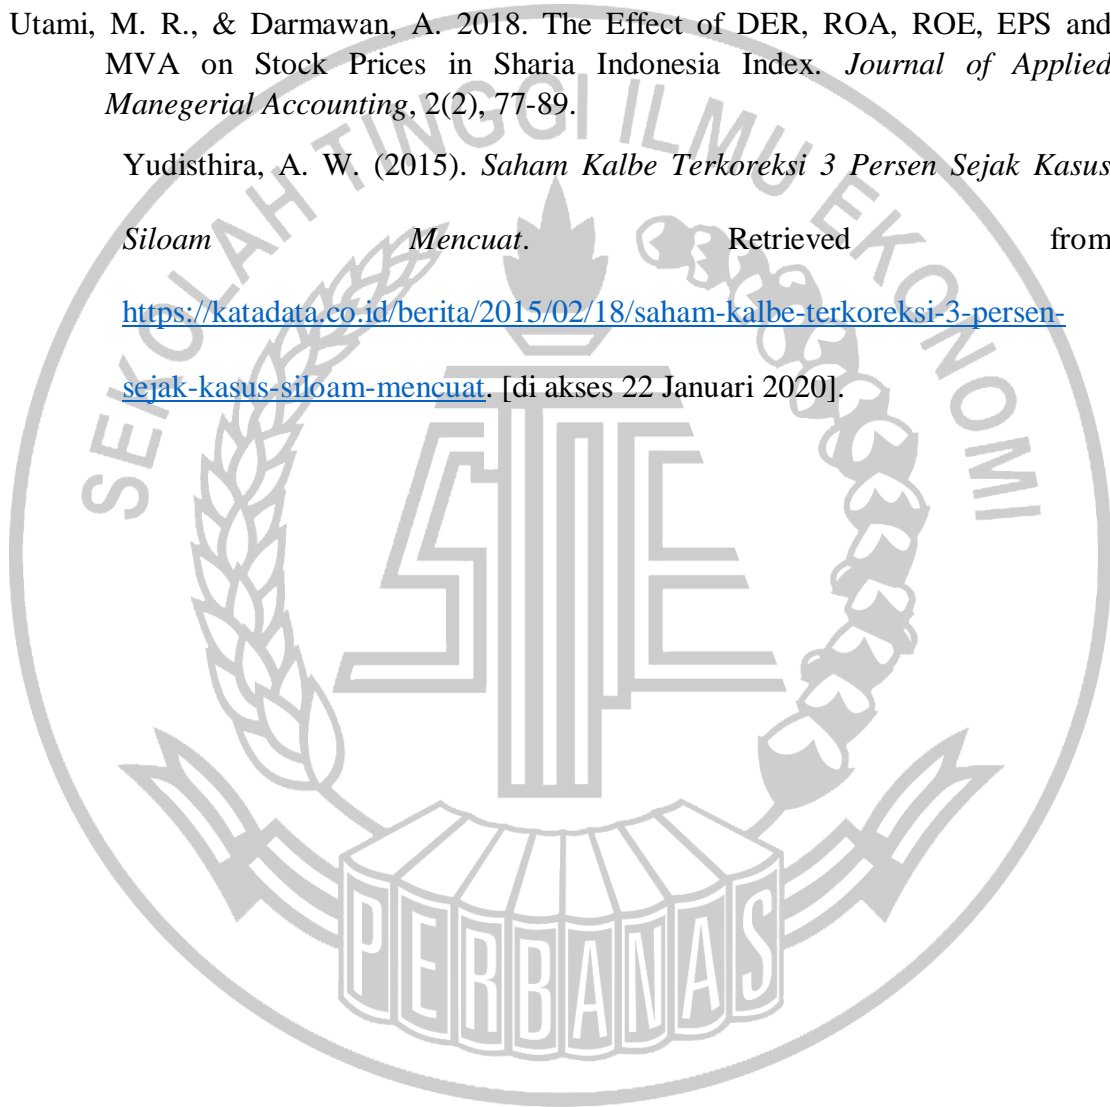 Utami, M. R., & Darmawan, A. 2018. The Effect of DER, ROA, ROE, EPS and
MVA on Stock Prices in Sharia Indonesia Index. Journal of Applied
Manegerial Accounting, 2(2), 77-89.
Yudisthira, A. W. (2015). Saham Kalbe Terkoreksi 3 Persen Sejak Kasus
Siloam Mencuat. Retrieved from
https://katadata.co.id/berita/2015/02/18/saham-kalbe-terkoreksi-3-persen-
sejak-kasus-siloam-mencuat. [di akses 22 Januari 2020].
SEKOLAH TINGGI ILMU EKONOMI
STIE
PERBANAS